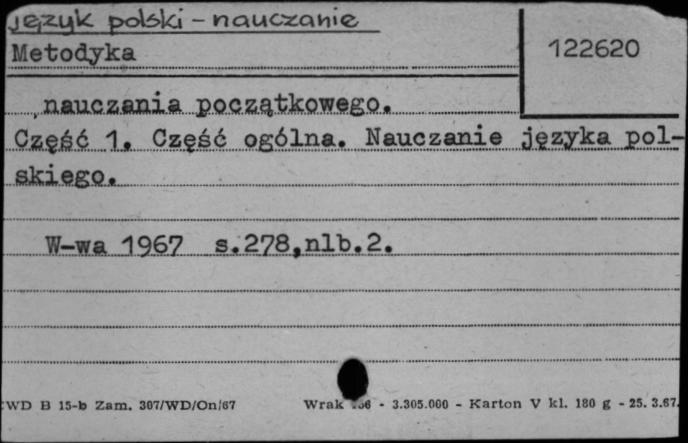 język polski - nauczanie
Metodyka
122620
nauczania początkowego.
Część 1. Część ogólna. Nauczanie języka pol-
skiego.
W-wa 1967 s.278,nlb.2.
WD B 15-b Zam. 307/WD/On/67 Wrak - 3.305.000 - Karton V kl. 180 g - 25. 3.67.